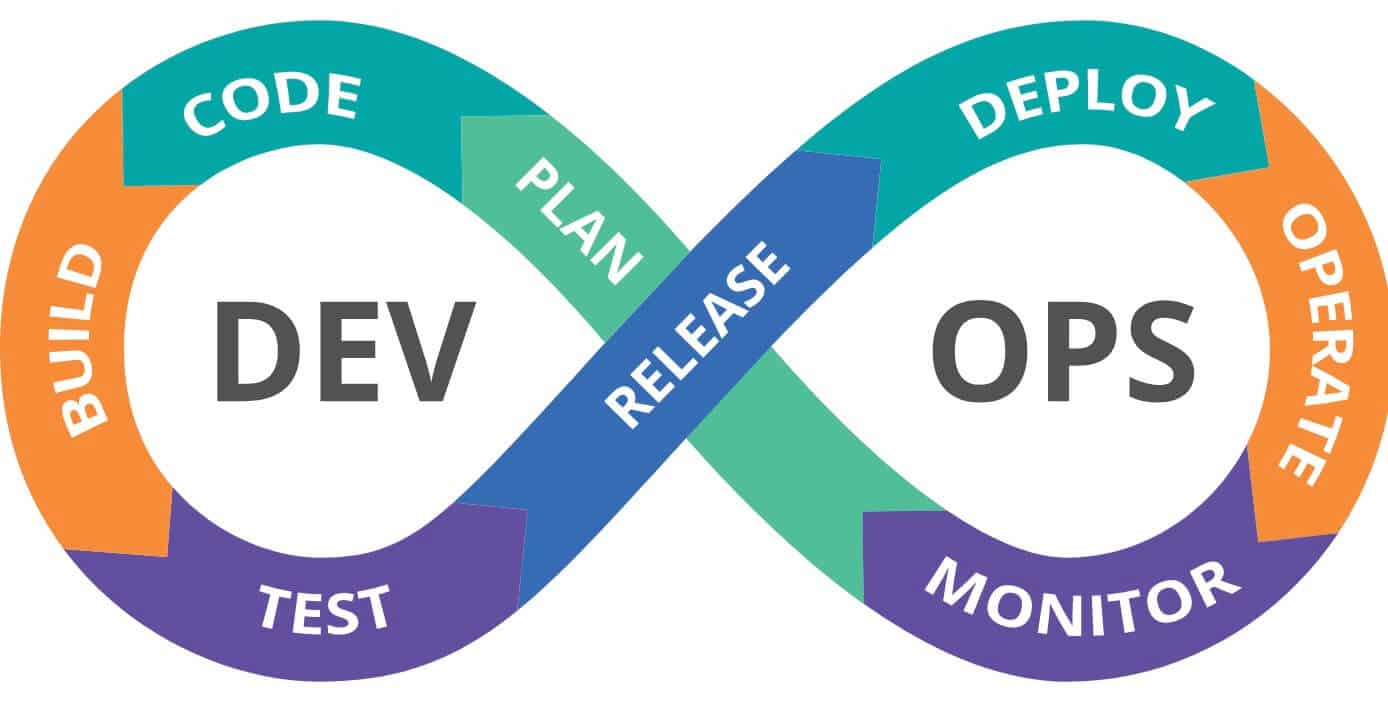 CODE
DEPLOY
PLAN
BUILD
DEV
RELEASE
OPS
OPERATE
TEST
MONITOR